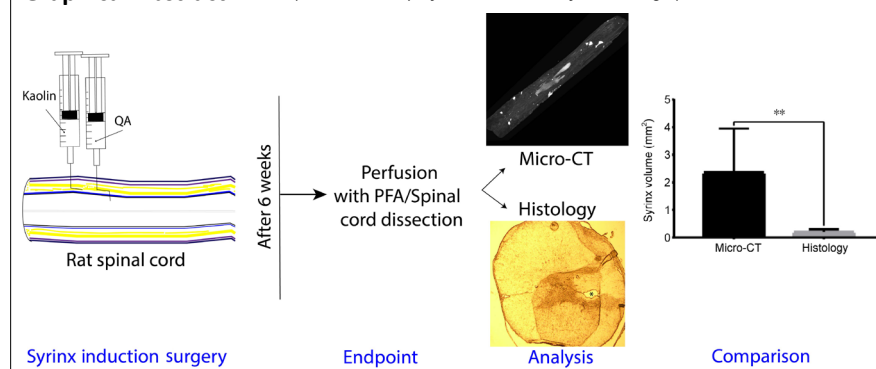 Kaolin
QA
Rat spinal cord
After 6 weeks
Perfusion
with PFA/Spinal
cord dissection
Micro-CT
Histology
Syrinx volume (mm²)
5
4
3
2
1
0
**
Micro-CT
Histology
Syrinx induction surgery
Endpoint
Analysis
Comparison